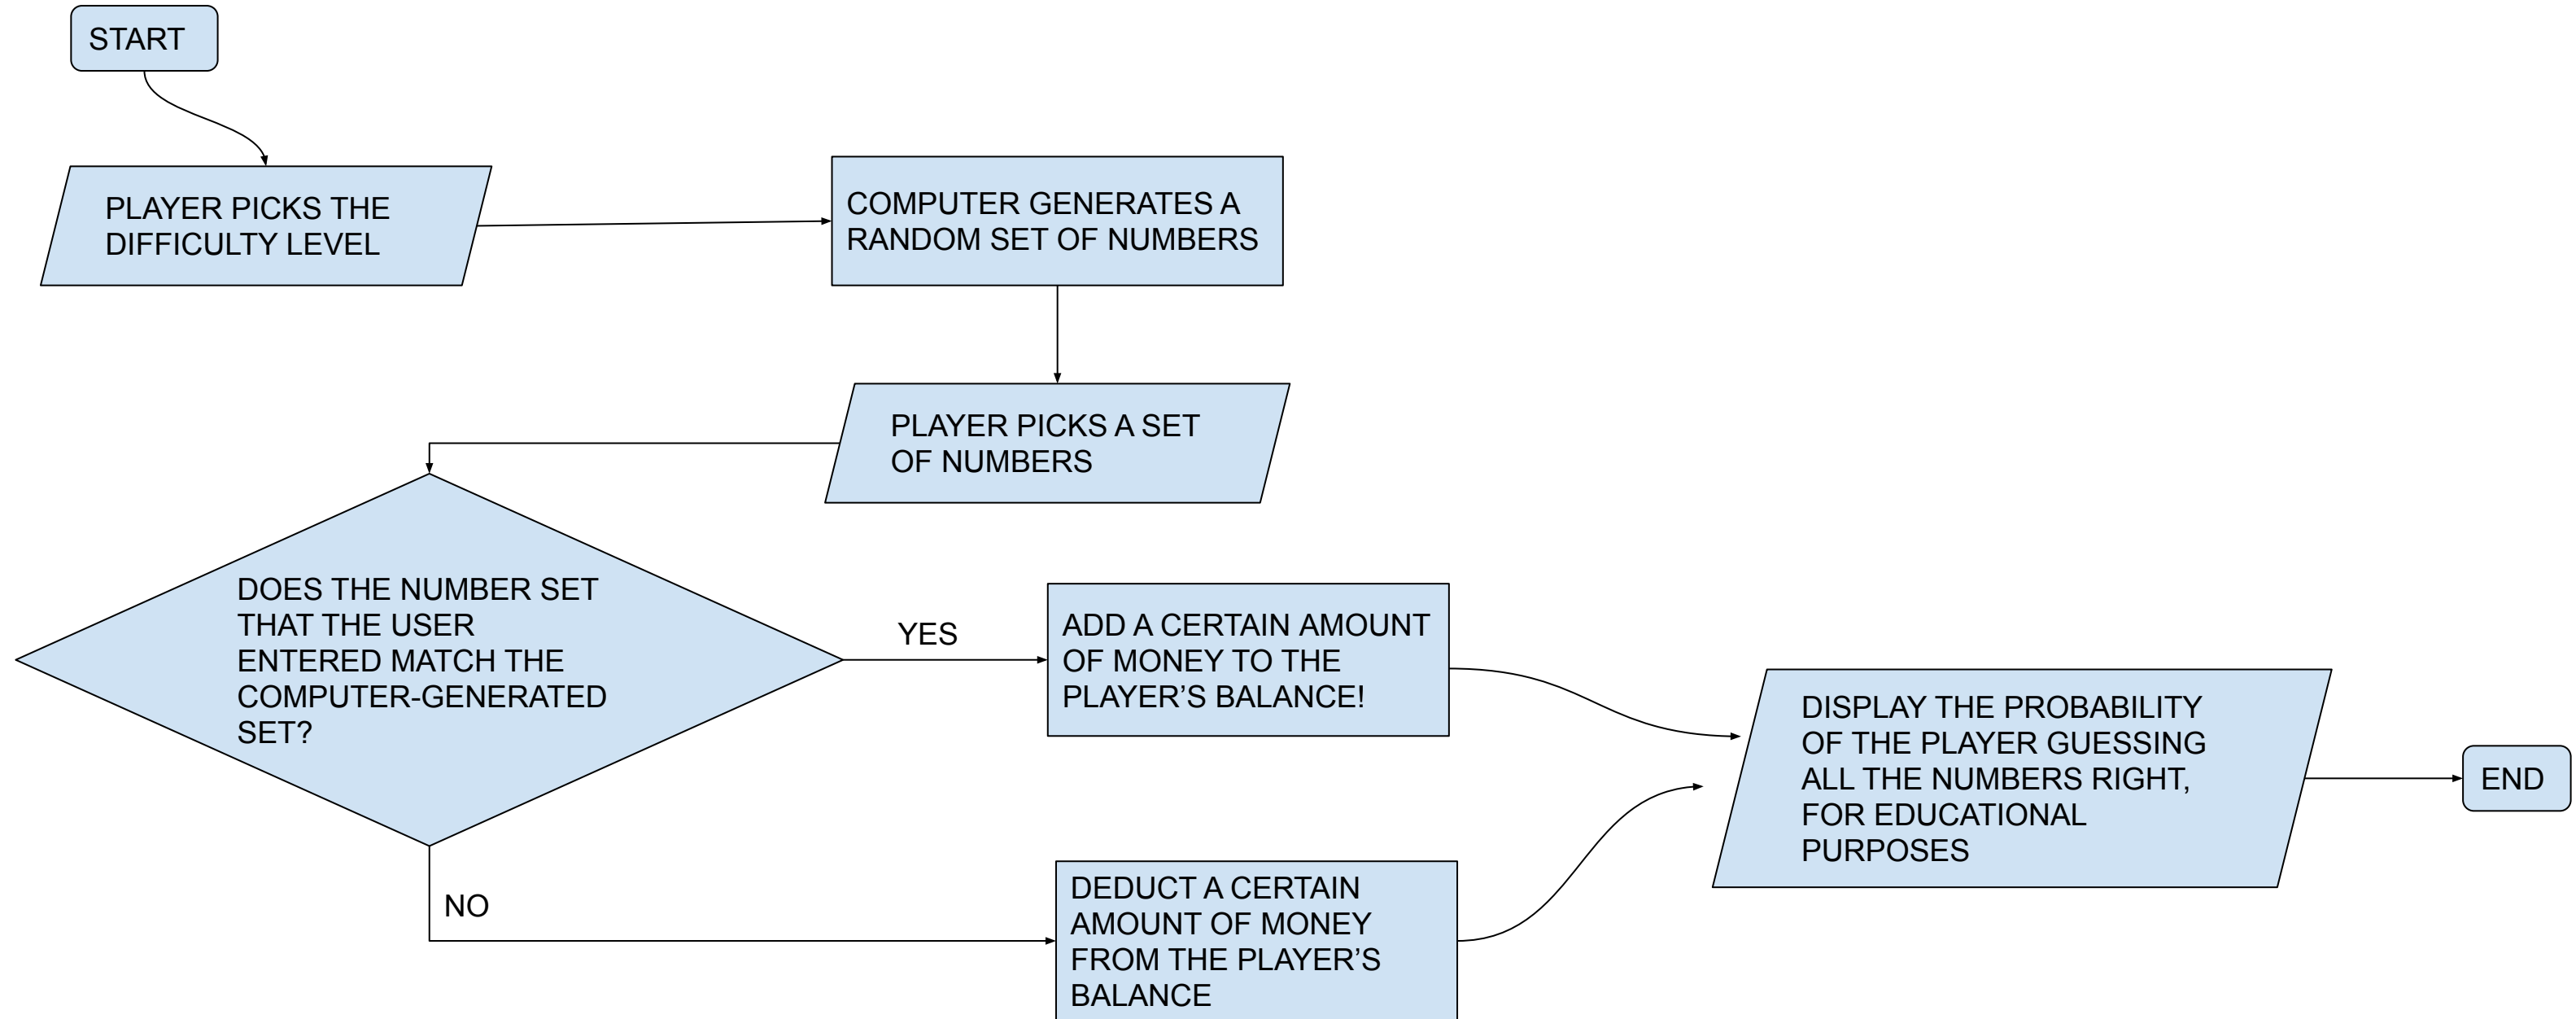 START
PLAYER PICKS THE
DIFFICULTY LEVEL
COMPUTER GENERATES A
RANDOM SET OF NUMBERS
PLAYER PICKS A SET
OF NUMBERS
DOES THE NUMBER SET
THAT THE USER
ENTERED MATCH THE
COMPUTER-GENERATED
SET?
YES
ADD A CERTAIN AMOUNT
OF MONEY TO THE
PLAYER’S BALANCE!
NO
DEDUCT A CERTAIN
AMOUNT OF MONEY
FROM THE PLAYER’S
BALANCE
DISPLAY THE PROBABILITY
OF THE PLAYER GUESSING
ALL THE NUMBERS RIGHT,
FOR EDUCATIONAL
PURPOSES
END